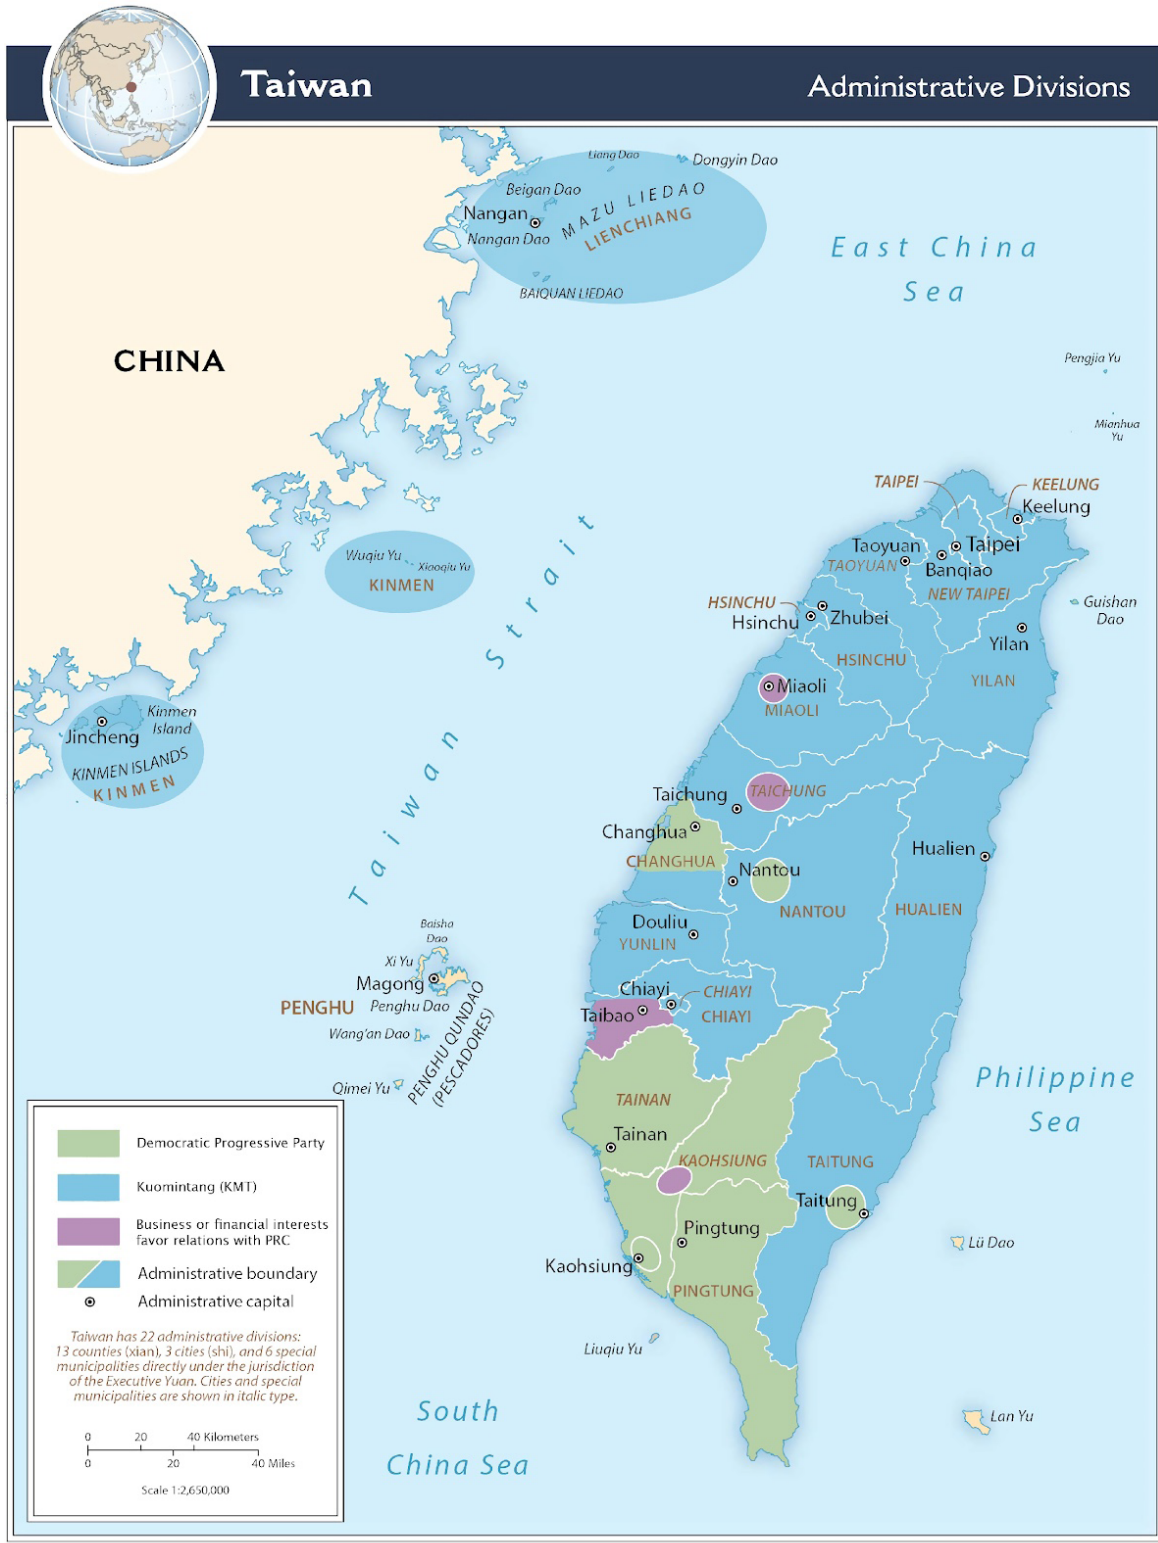 Taiwan
Administrative Divisions
Liang Dao
Dongyin Dao
Beigan Dao
MAZU LIEDAO
Nangan
LIENCHIANG
Nangan Dao
BAIQUAN LIEDAO
East China
Sea
CHINA
Pengjia Yu
Mianhua
Yu
TAIPEI
KEELUNG
Keelung
Wuqiu Yu
Xiaoqiu Yu
KINMEN
Taiwan Strait
Taoyuan
Taipei
TAOYUAN
Banqiao
NEW TAIPEI
HSINCHU
Hsinchu
Zhubei
Guishan
Dao
Yilan
HSINCHU
YILAN
Miaoli
MIAOLI
Kinmen
Island
Jincheng
KINMEN ISLANDS
KINMEN
Taichung
TAICHUNG
Changhua
CHANGHUA
Hualien
Nantou
NANTOU
HUALIEN
Douliu
YUNLIN
Baisha
Dao
Xi Yu
Magong
PENGHU
Penghu Dao
Wang'an Dao
PENGHU QUNDAO
(PESCADORES)
Qimei Yu
Chiayi
CHIAYI
Taibao
CHIAYI
Philippine
Sea
TAINAN
Tainan
KAOHSIUNG
TAITUNG
Taitung
Pingtung
Kaohsiung
PINGTUNG
Lü Dao
Liuqiu Yu
Lan Yu
South
China Sea
Democratic Progressive Party
Kuomintang (KMT)
Business or financial interests
favor relations with PRC
Administrative boundary
Administrative capital
Taiwan has 22 administrative divisions:
13 counties (xian), 3 cities (shi), and 6 special
municipalities directly under the jurisdiction
of the Executive Yuan. Cities and special
municipalities are shown in italic type.
0 20 40 Kilometers
0 20 40 Miles
Scale 1:2,650,000